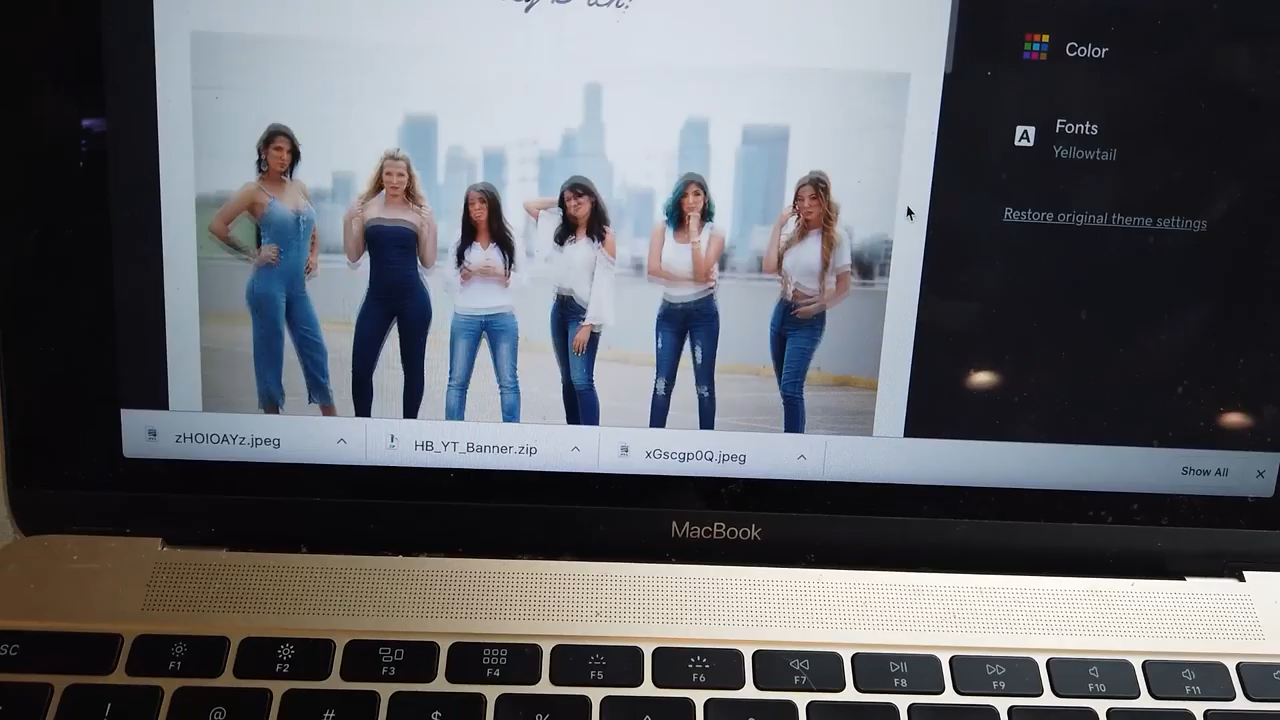 Color
Fonts
Yellowtail
Restore original theme settings
zHOIOAYz.jpeg
HB_YT_Banner.zip
xGscgp0Q.jpeg
Show All
MacBook
F1
F2
F3
F4
F5
F6
F7
F8
F9
F10
F11
!
@
#
$
%